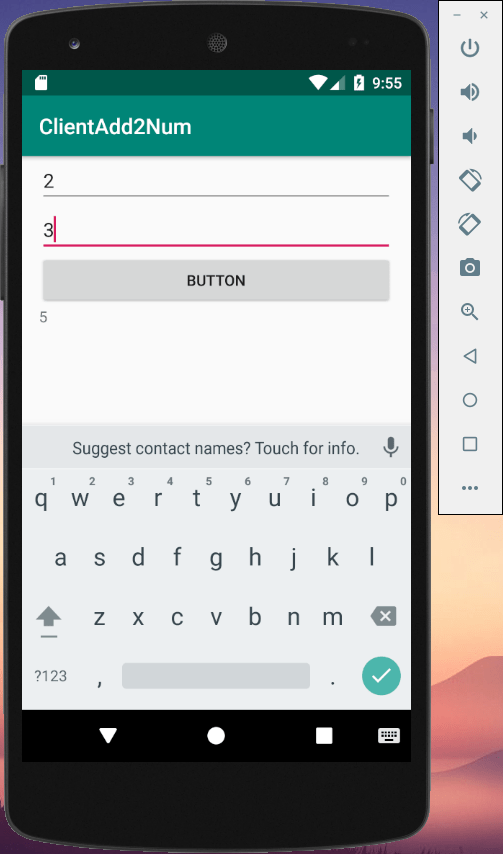 9:55
ClientAdd2Num
2
3
BUTTON
5
Suggest contact names? Touch for info.
1 2 3 4 5 6 7 8 9 0
q w e r t y u i o p
a s d f g h j k l
z x c v b n m
?123 , .